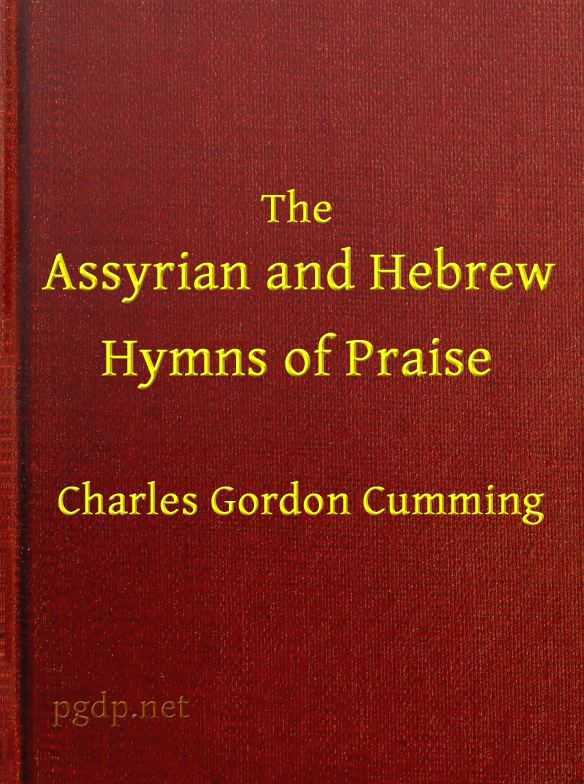 The
Assyrian and Hebrew
Hymns of Praise
Charles Gordon Cumming
pgdp.net